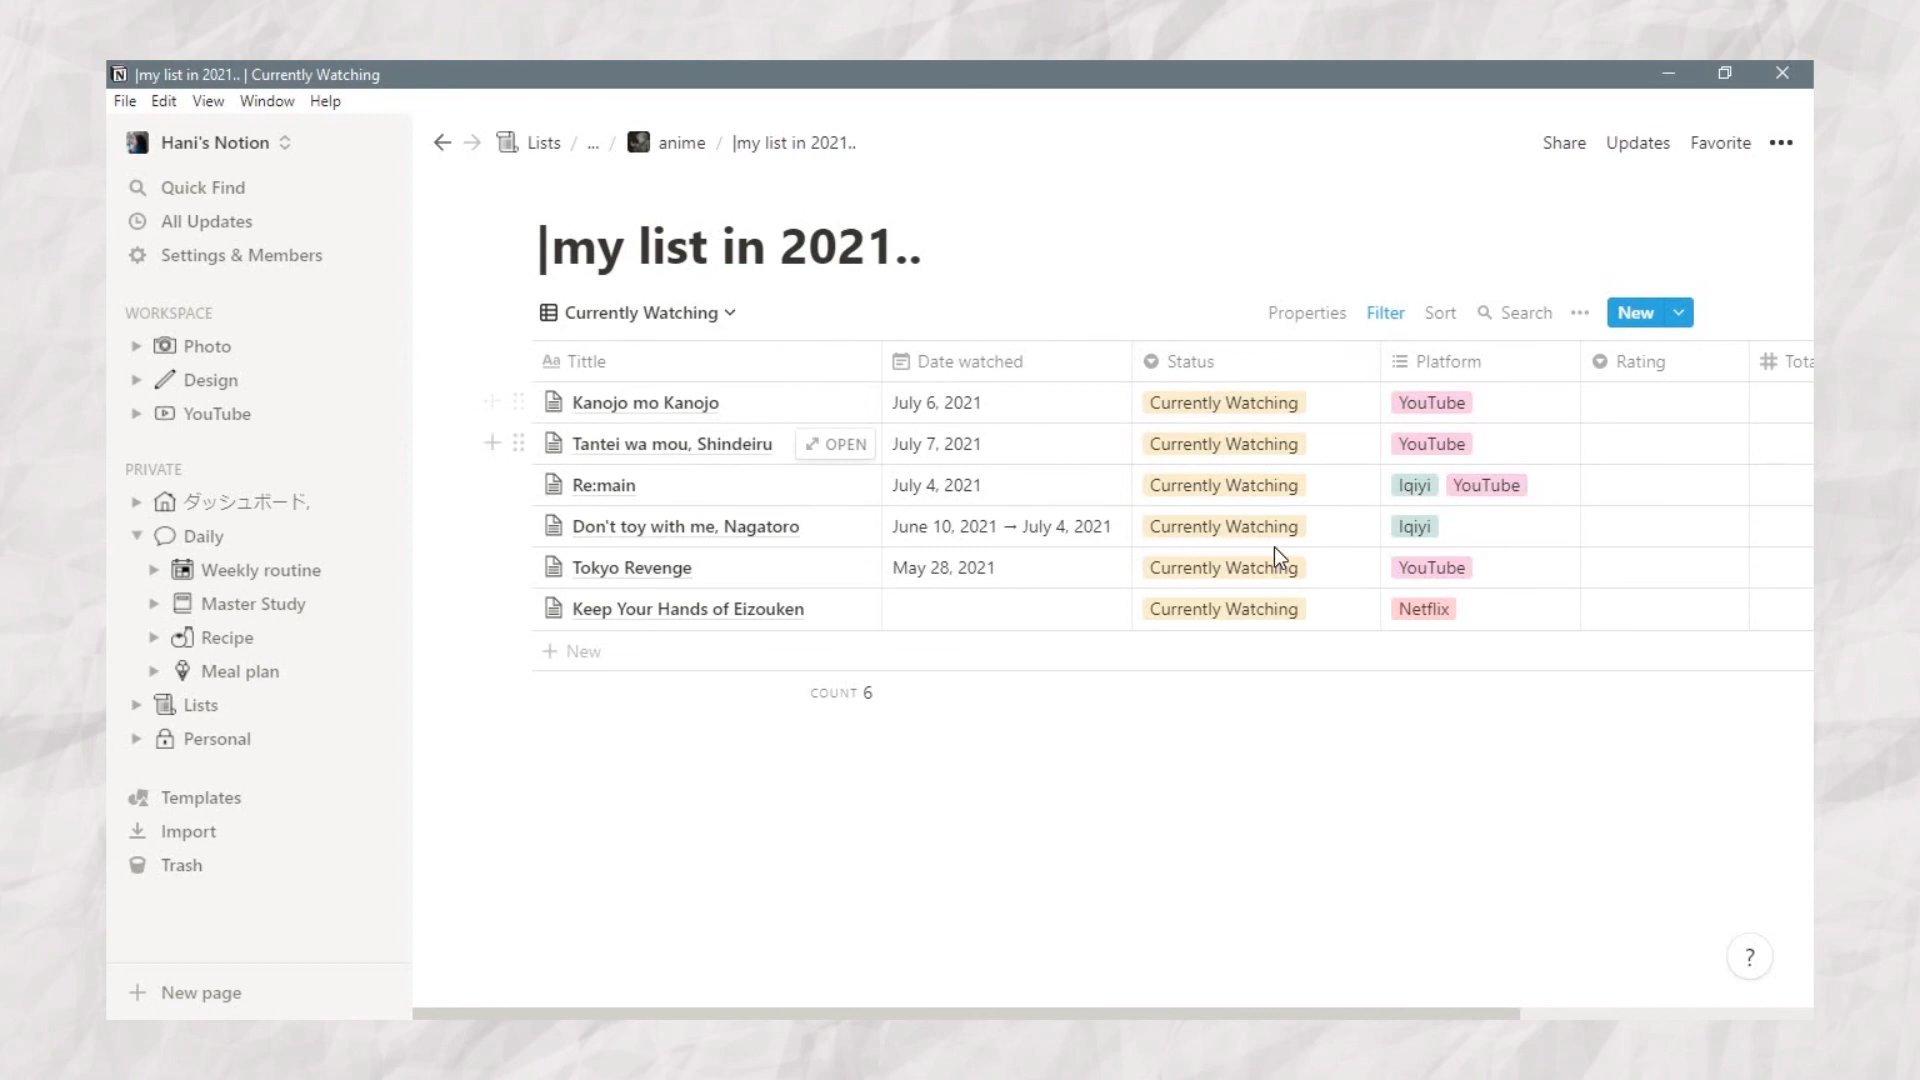 |my list in 2021.. | Currently Watching
File Edit View Window Help
Hani's Notion
Quick Find
All Updates
Settings & Members
WORKSPACE
Photo
Design
YouTube
PRIVATE
ダッシュボード,
Daily
Weekly routine
Master Study
Recipe
Meal plan
Lists
Personal
Templates
Import
Trash
New page
Lists / ... / anime / |my list in 2021..
Share Updates Favorite
|my list in 2021..
Currently Watching
Properties Filter Sort Search New
Aa Tittle Date watched Status Platform Rating # Tota
Kanojo mo Kanojo July 6, 2021 Currently Watching YouTube
Tantei wa mou, Shindeiru OPEN July 7, 2021 Currently Watching YouTube
Re:main July 4, 2021 Currently Watching Iqiyi YouTube
Don't toy with me, Nagatoro June 10, 2021 → July 4, 2021 Currently Watching Iqiyi
Tokyo Revenge May 28, 2021 Currently Watching YouTube
Keep Your Hands of Eizouken Currently Watching Netflix
+ New
COUNT 6
?